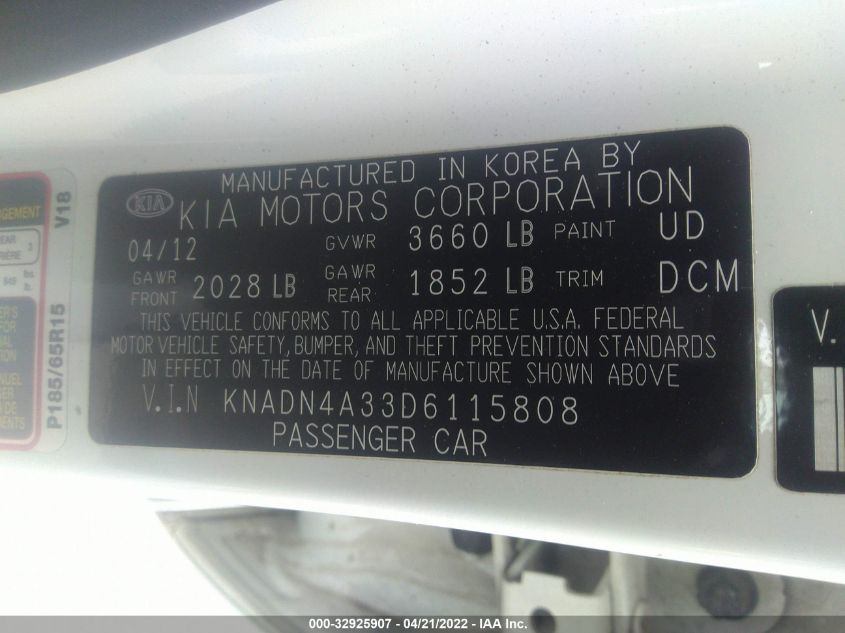 MANUFACTURED IN KOREA BY
KIA KIA MOTORS CORPORATION
04/12 GVWR 3660 LB PAINT UD
GAWR FRONT 2028 LB GAWR REAR 1852 LB TRIM DCM
THIS VEHICLE CONFORMS TO ALL APPLICABLE U.S.A. FEDERAL
MOTOR VEHICLE SAFETY, BUMPER, AND THEFT PREVENTION STANDARDS
IN EFFECT ON THE DATE OF MANUFACTURE SHOWN ABOVE
V.I.N KNADN4A33D6115808
PASSENGER CAR
P185/65R15 V18
3
V.
000-32925907 - 04/21/2022 - IAA Inc.